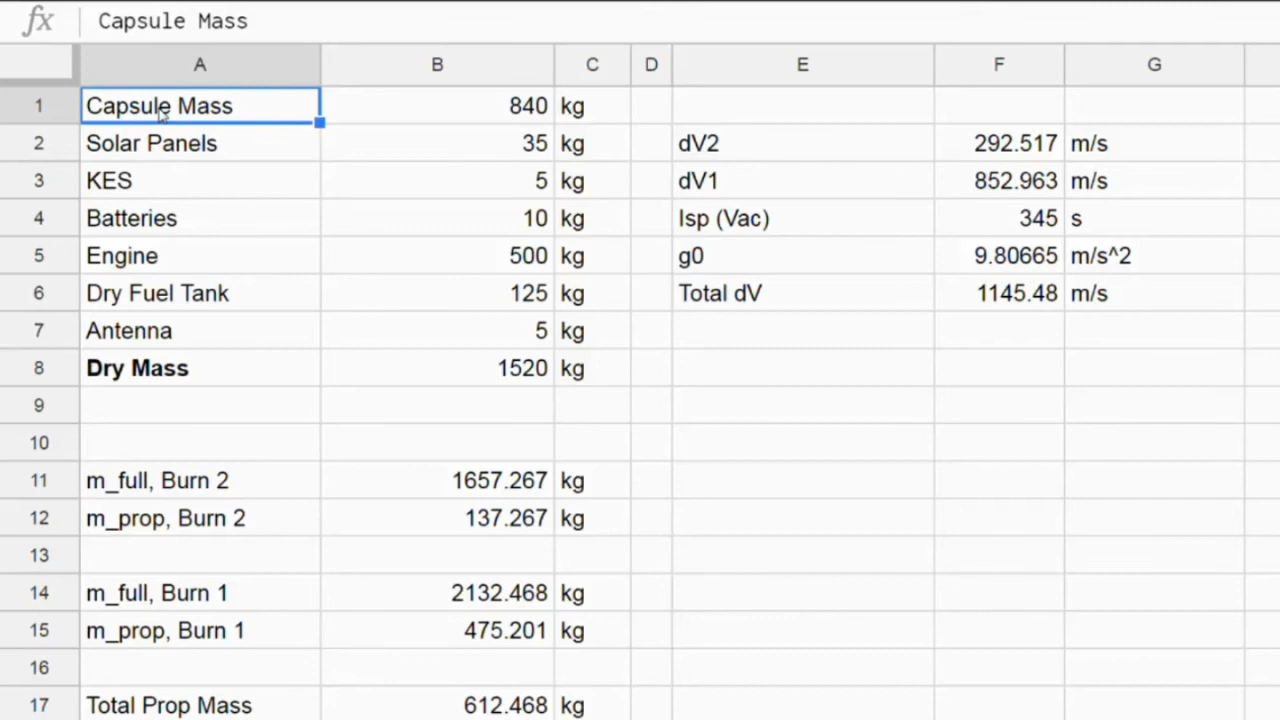 fx Capsule Mass
A B C D E F G
1 Capsule Mass 840 kg
2 Solar Panels 35 kg dV2 292.517 m/s
3 KES 5 kg dV1 852.963 m/s
4 Batteries 10 kg Isp (Vac) 345 s
5 Engine 500 kg g0 9.80665 m/s^2
6 Dry Fuel Tank 125 kg Total dV 1145.48 m/s
7 Antenna 5 kg
8 Dry Mass 1520 kg
9
10
11 m_full, Burn 2 1657.267 kg
12 m_prop, Burn 2 137.267 kg
13
14 m_full, Burn 1 2132.468 kg
15 m_prop, Burn 1 475.201 kg
16
17 Total Prop Mass 612.468 kg